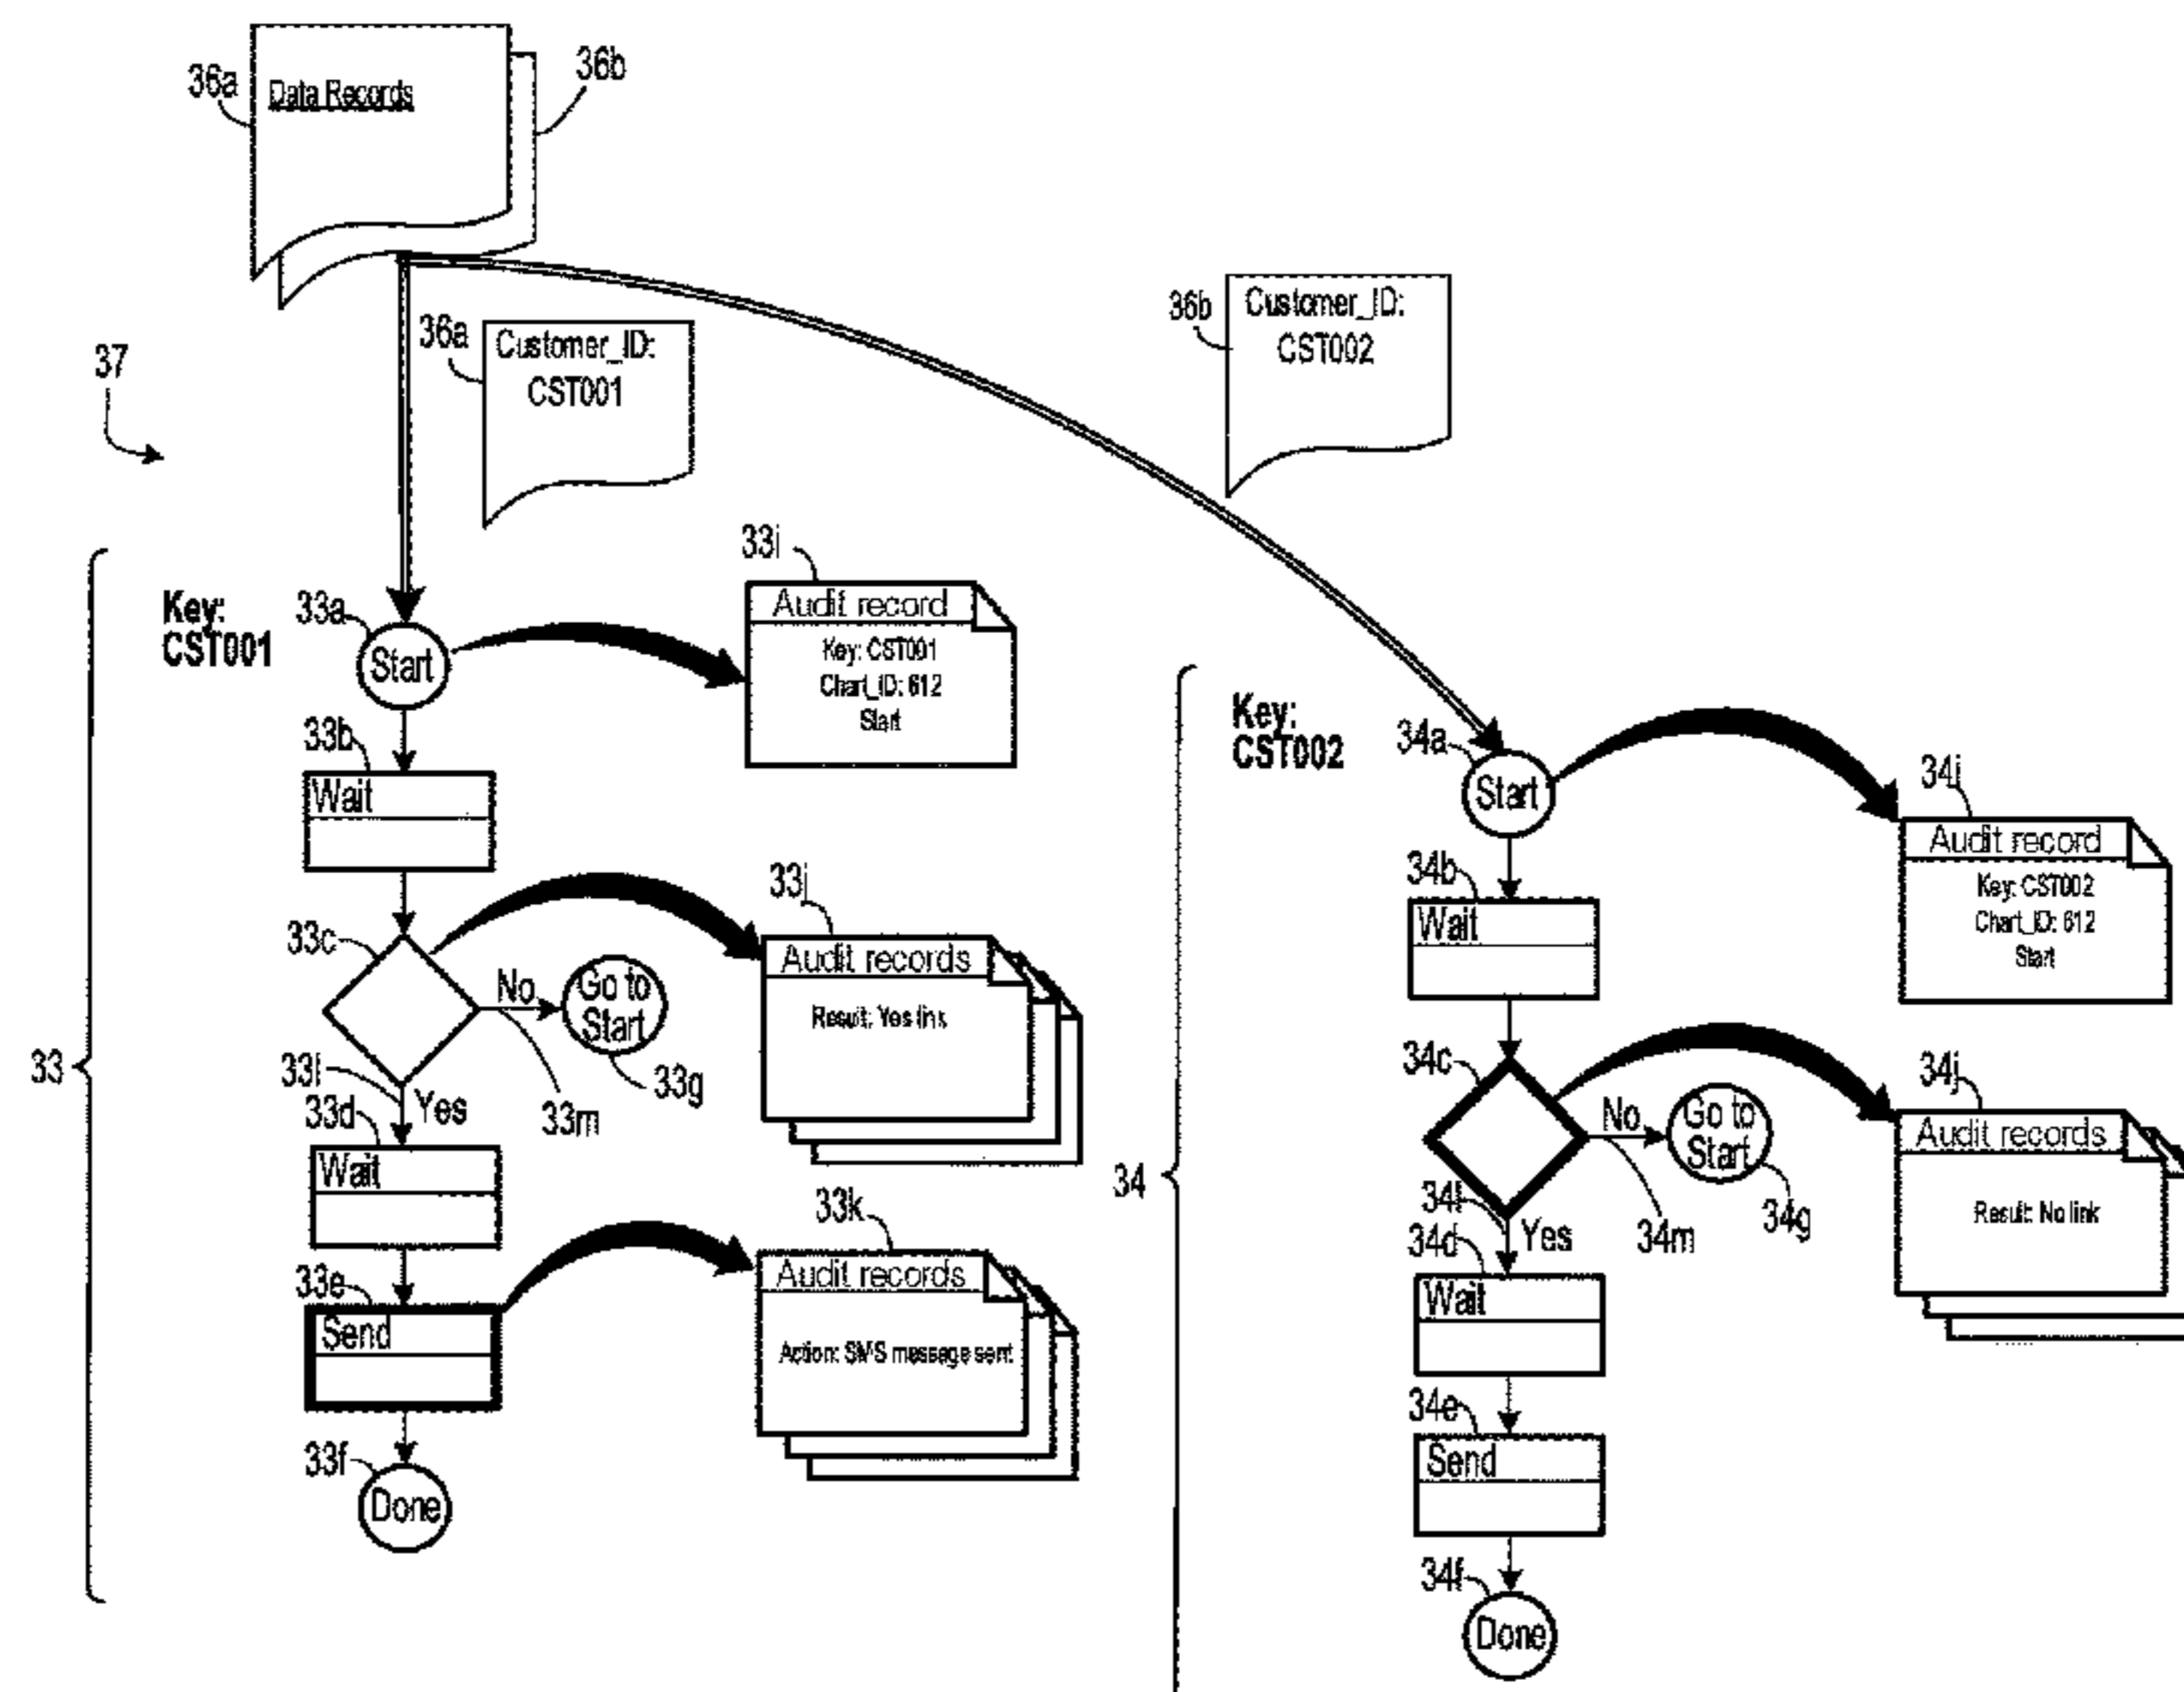 36a
Data Records
36b
36a
Customer_ID:
CST001
36b
Customer_ID:
CST002
37
33
Key:
CST001
33a
Start
33i
Audit record
Key: CST001
Chart_ID: 612
Start
33b
Wait
33c
No
Go to
Start
33g
33m
33j
Audit records
Result: Yes link
33l
Yes
33d
Wait
33e
Send
33k
Audit records
Action: SMS message sent
33f
Done
34
Key:
CST002
34a
Start
34i
Audit record
Key: CST002
Chart_ID: 612
Start
34b
Wait
34c
No
Go to
Start
34g
34m
34j
Audit records
Result: No link
34l
Yes
34d
Wait
34e
Send
34f
Done